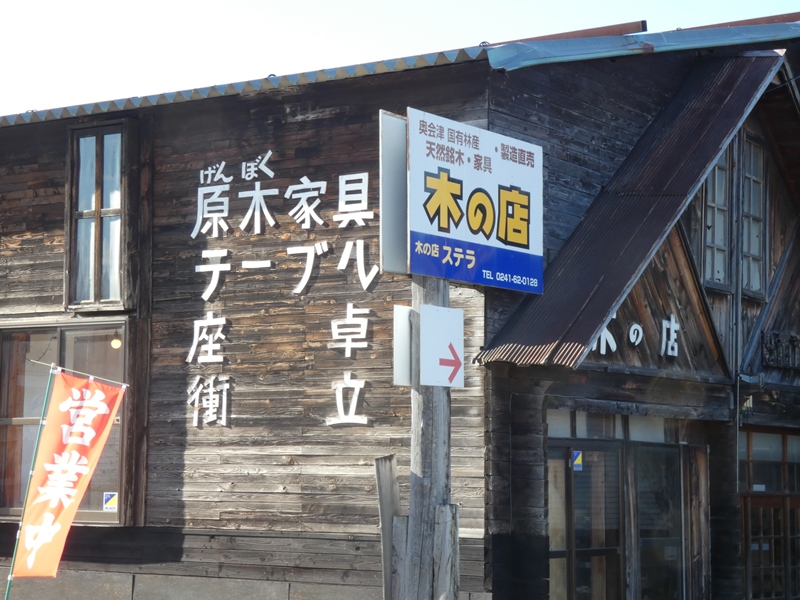 げんぼく
原木家具
テーブル
座卓
衝立
奥会津 国有林産
天然銘木・家具
・製造直売
木の店
木の店 ステラ
TEL 0241-62-0128
木の店
営業中